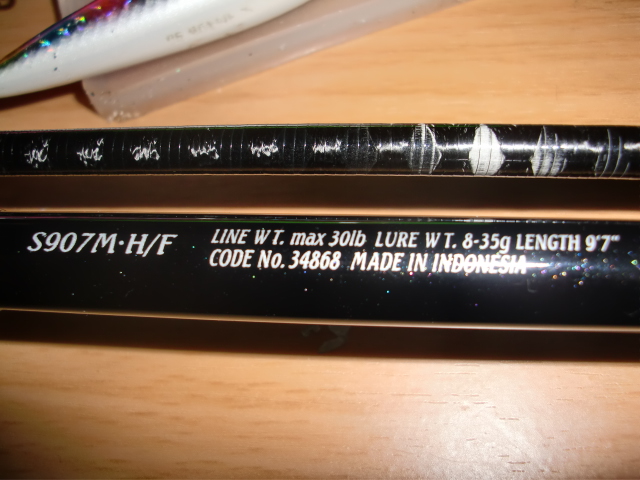 S907M·H/F
LINE WT. max 30lb LURE WT. 8-35g LENGTH 9'7"
CODE No. 34868 MADE IN INDONESIA